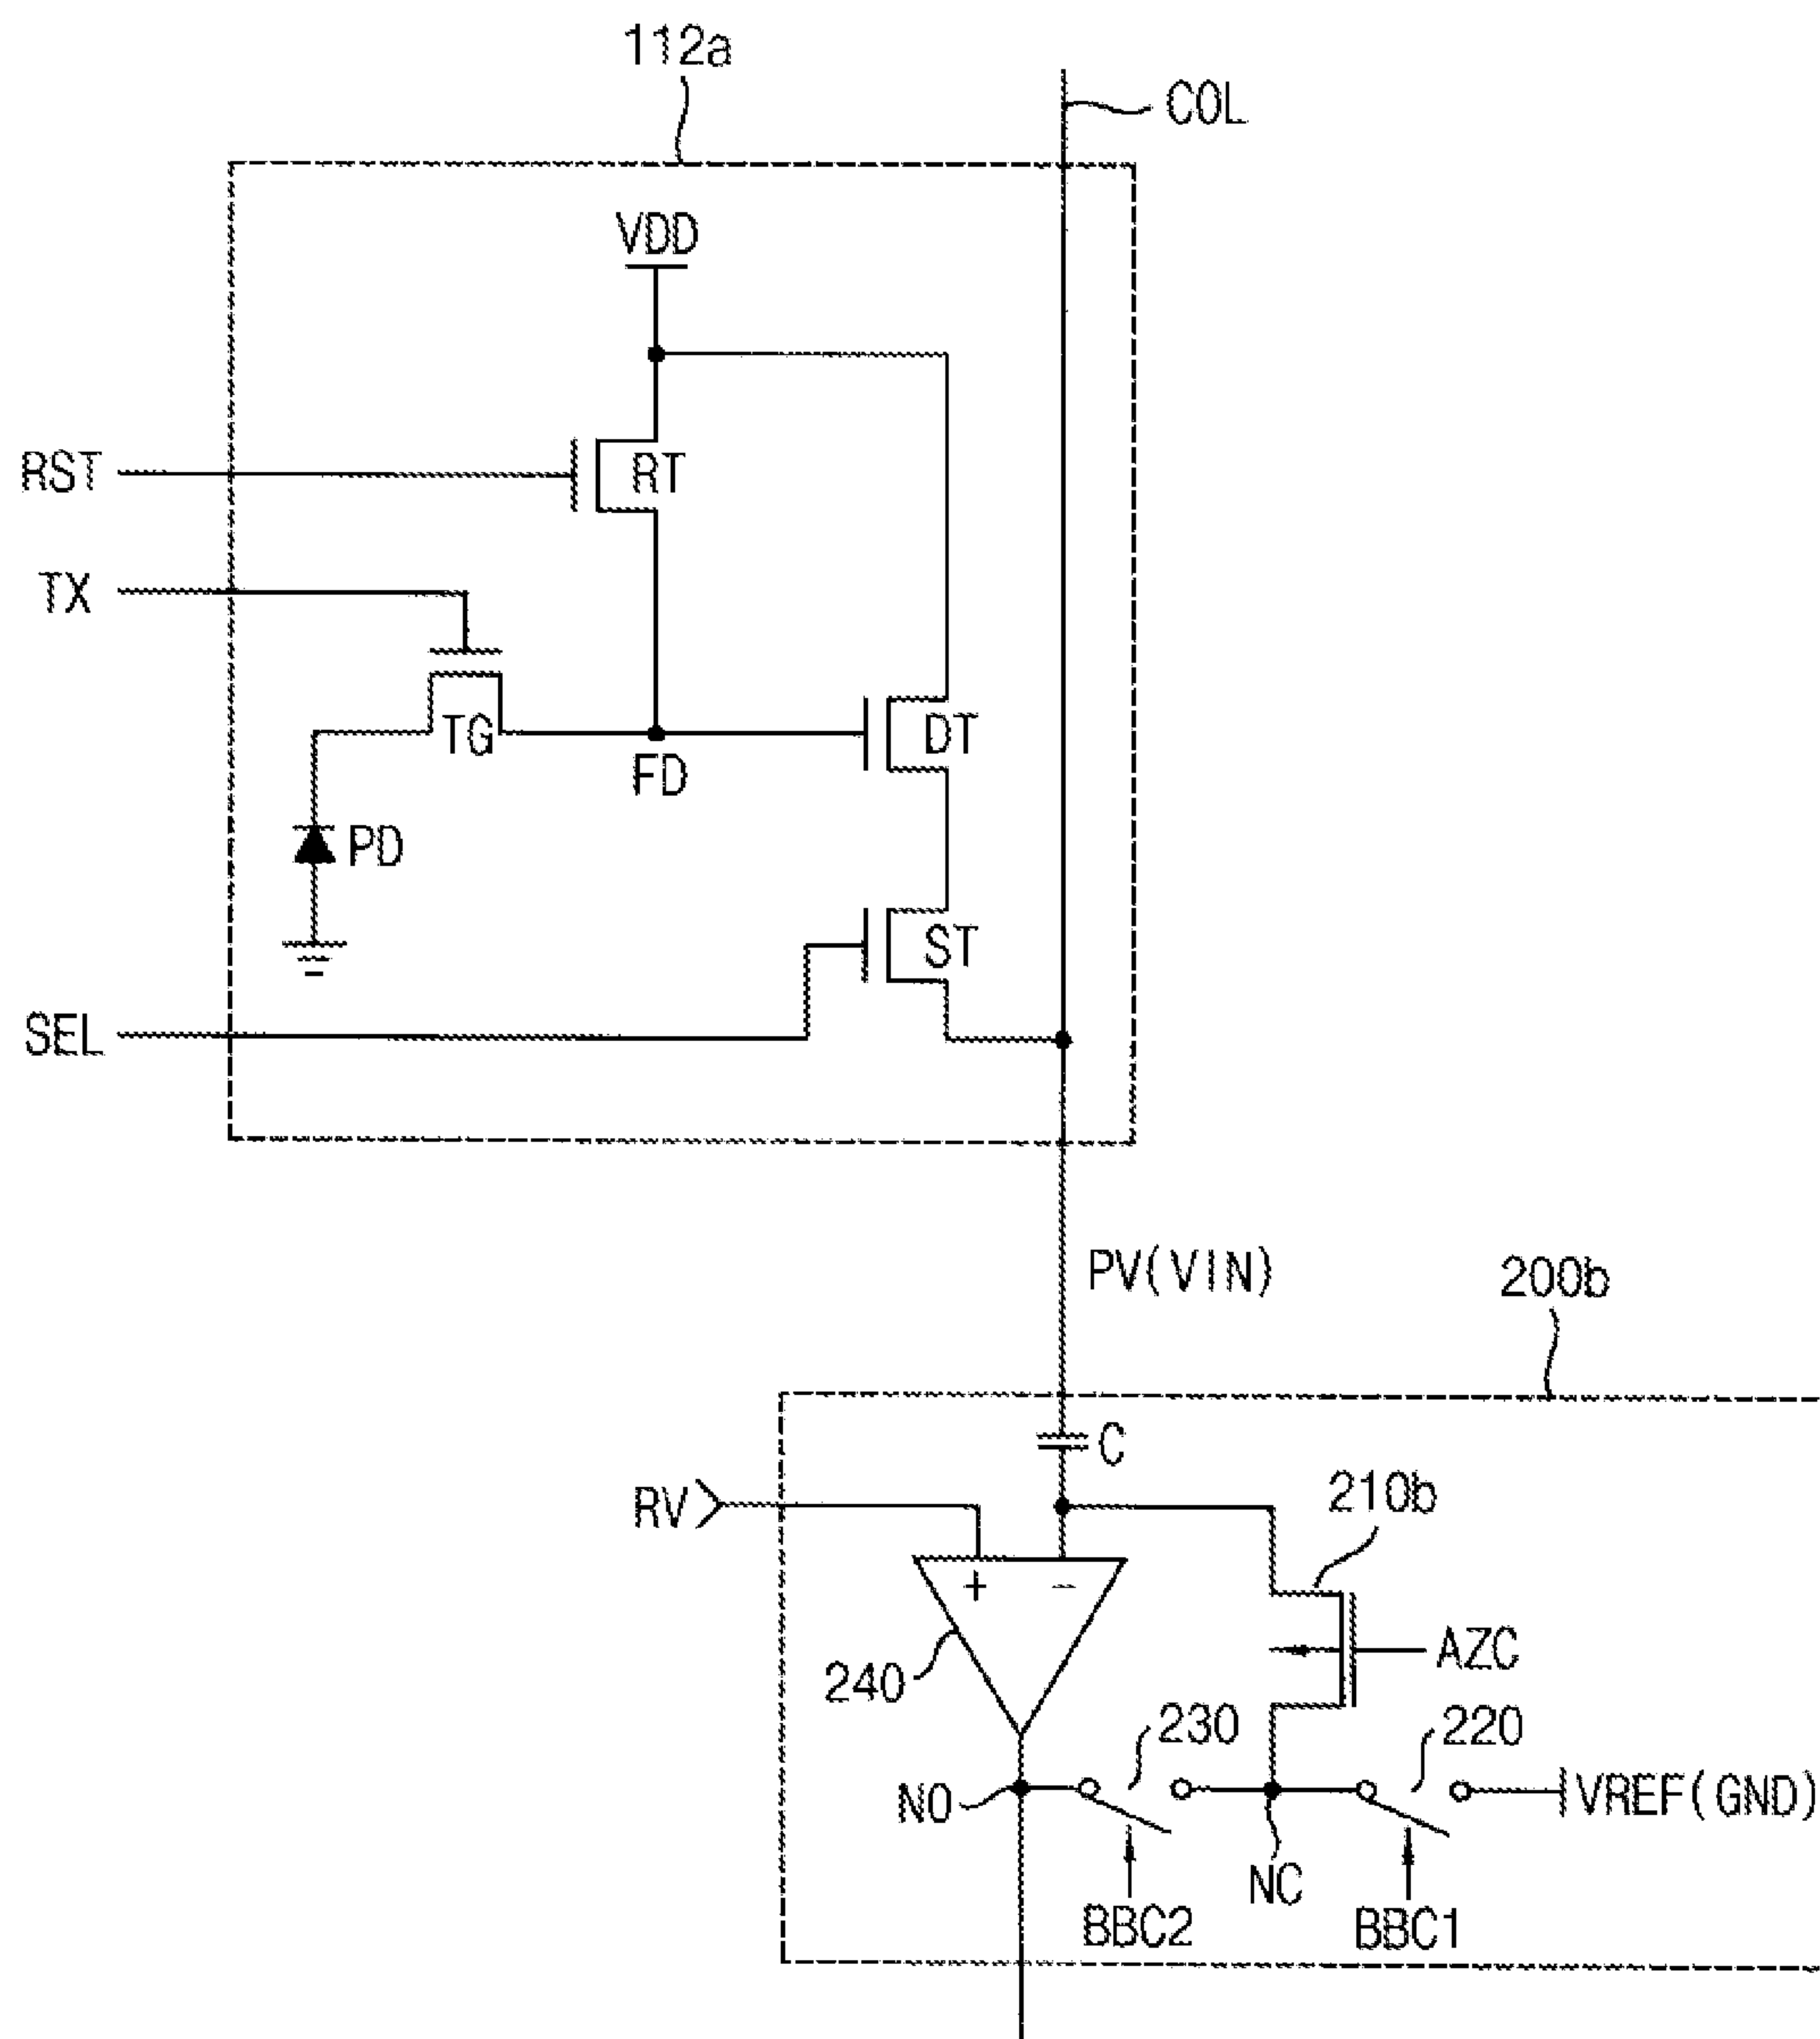 112a
COL
VDD
RST
RT
TX
TG
FD
DT
PD
ST
SEL
PV(VIN)
200b
C
RV
210b
+
-
AZC
240
230
220
NO
VREF(GND)
NC
BBC2
BBC1